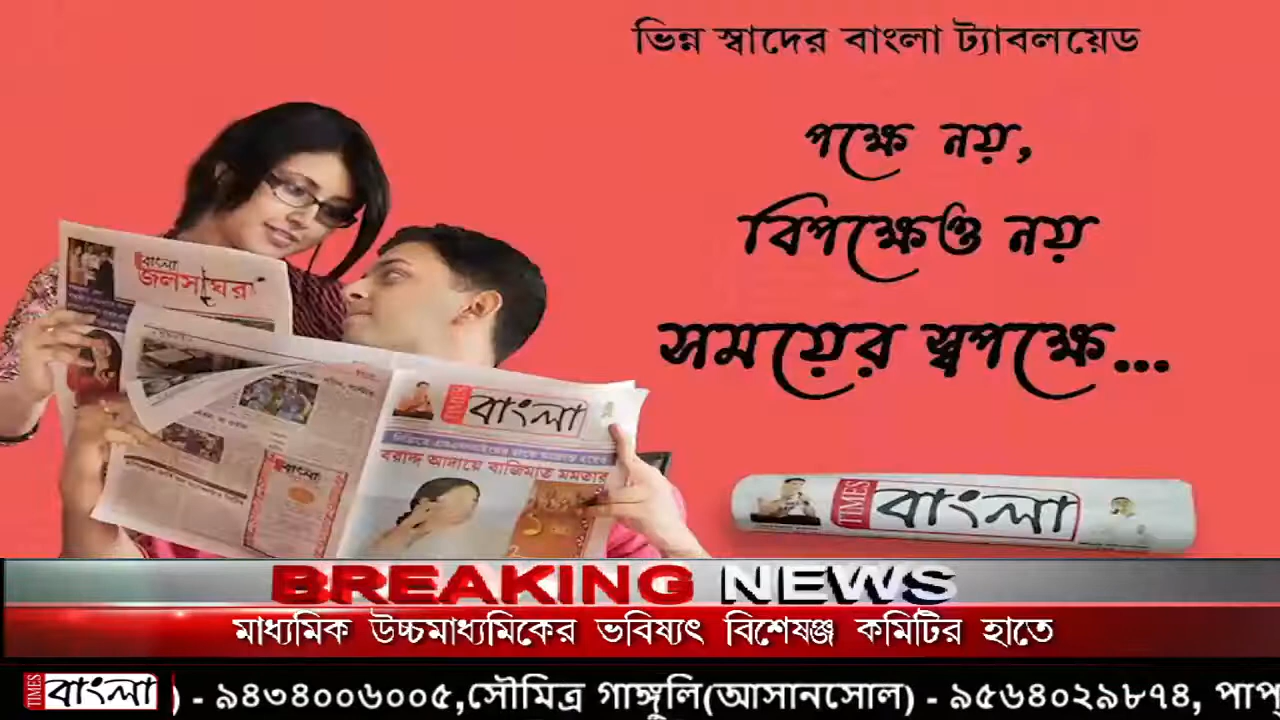 ভিন্ন স্বাদের বাংলা ট্যাবলয়েড
পক্ষে নয়,
বিপক্ষেও নয়
সময়ের স্বপক্ষে...
বাংলা
জলসাঘর
TIMES বাংলা
বরাদ্দ আদায়ে বাজিমাত মমতার
বাংলা
TIMES বাংলা
BREAKING NEWS
মাধ্যমিক উচ্চমাধ্যমিকের ভবিষ্যৎ বিশেষজ্ঞ কমিটির হাতে
TIMES বাংলা ) - ৯৪৩৪০০৬০০৫,সৌমিত্র গাঙ্গুলি(আসানসোল) - ৯৫৬৪০২৯৮৭৪, পাপ